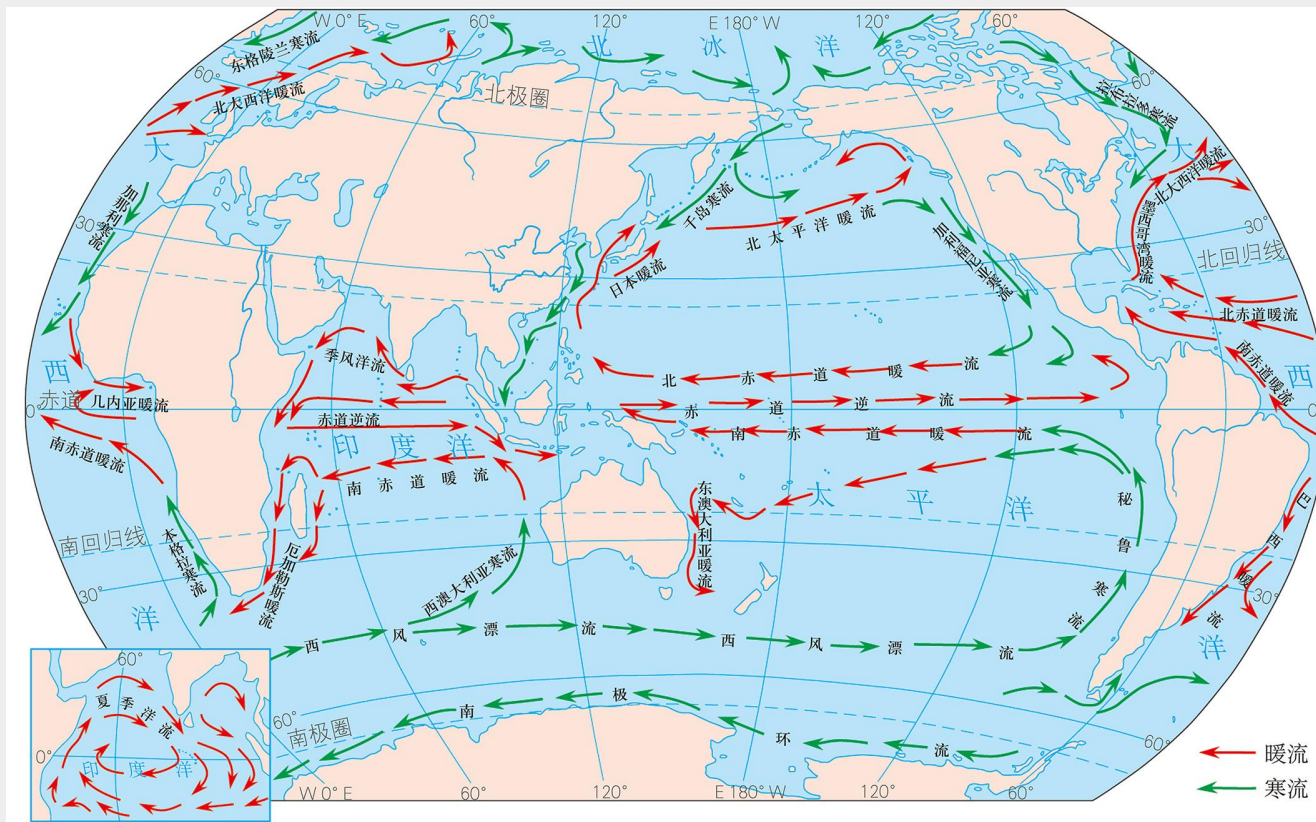 W 0° E
60°
120°
E 180° W
120°
60°
东格陵兰寒流
北冰洋
60°
60°
北大西洋暖流
北极圈
拉布拉多寒流
大
大
北大西洋暖流
加那利寒流
千岛寒流
北太平洋暖流
墨西哥湾暖流
30°
30°
日本暖流
加利福尼亚寒流
北回归线
北赤道暖流
季风洋流
南赤道暖流
西
北赤道暖流
西
赤道
0°
几内亚暖流
赤道逆流
赤道逆流
0°
南赤道暖流
印度洋
南赤道暖流
南赤道暖流
东澳大利亚暖流
太平洋
秘鲁寒流
巴西暖流
南回归线
本格拉寒流
厄加勒斯暖流
西澳大利亚寒流
30°
30°
洋
西风漂流
西风漂流
洋
60°
夏季洋流
0°
印度洋
60°
南极环流
南极圈
60°
W 0° E
60°
120°
E 180° W
120°
60°
暖流
寒流